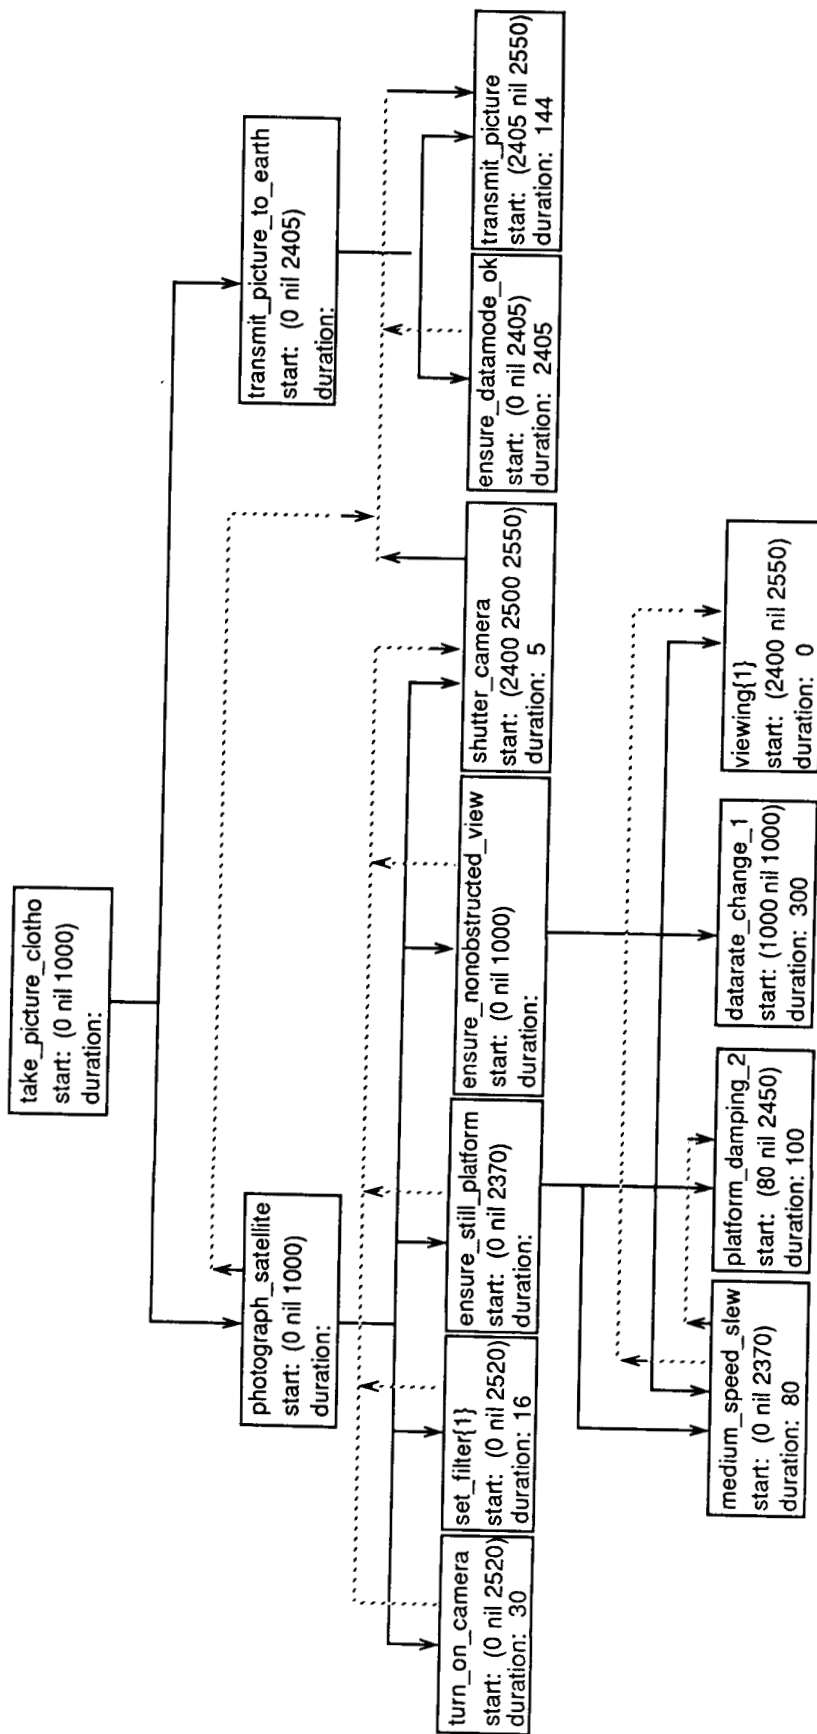 take_picture_clotho
start: (0 nil 1000)
duration:
photograph_satellite
start: (0 nil 1000)
duration:
transmit_picture_to_earth
start: (0 nil 2405)
duration:
turn_on_camera
start: (0 nil 2520)
duration: 30
set_filter{1}
start: (0 nil 2520)
duration: 16
ensure_still_platform
start: (0 nil 2370)
duration:
ensure_nonobstructed_view
start: (0 nil 1000)
duration:
shutter_camera
start: (2400 2500 2550)
duration: 5
ensure_datamode_ok
start: (0 nil 2405)
duration: 2405
transmit_picture
start: (2405 nil 2550)
duration: 144
medium_speed_slew
start: (0 nil 2370)
duration: 80
platform_damping_2
start: (80 nil 2450)
duration: 100
datarate_change_1
start: (1000 nil 1000)
duration: 300
viewing{1}
start: (2400 nil 2550)
duration: 0